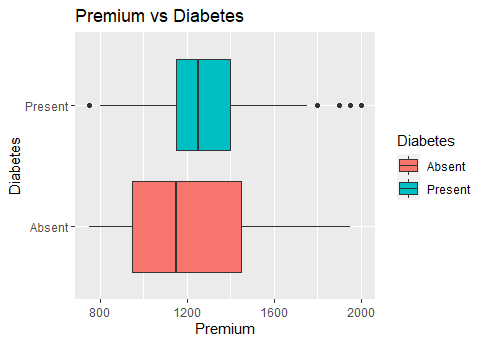 Premium vs Diabetes
Diabetes
Present
Absent
800
1200
1600
2000
Premium
Diabetes
Absent
Present